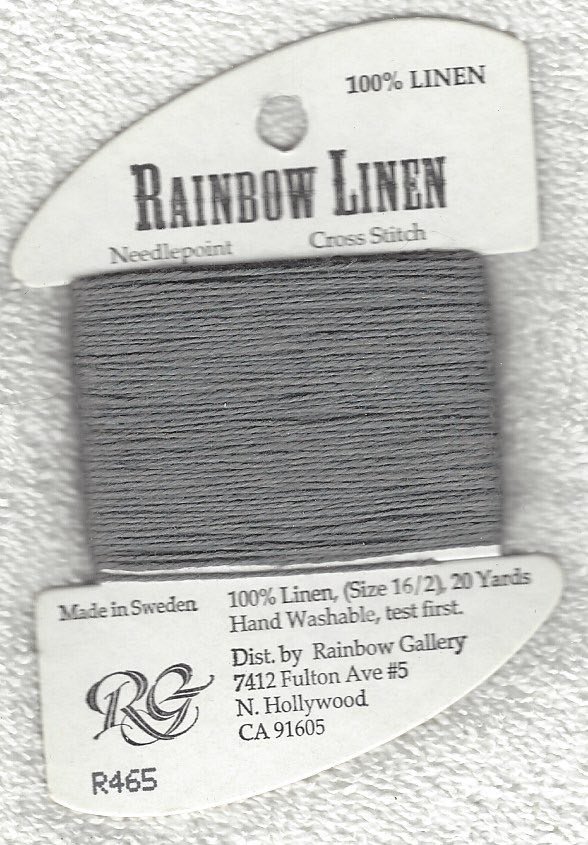 100% LINEN
RAINBOW LINEN
Needlepoint Cross Stitch
Made in Sweden
100% Linen, (Size 16/2), 20 Yards
Hand Washable, test first.
Dist. by Rainbow Gallery
7412 Fulton Ave #5
N. Hollywood
CA 91605
RG
R465